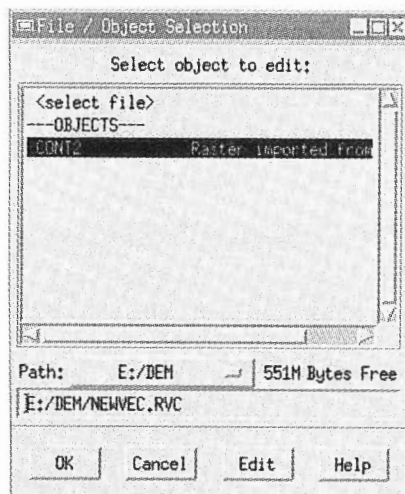 File / Object Selection
Select object to edit:
<select file>
---OBJECTS---
CONT2 Raster imported from
Path: E:/DEM 551M Bytes Free
E:/DEM/NEWVEC.RVC
OK Cancel Edit Help